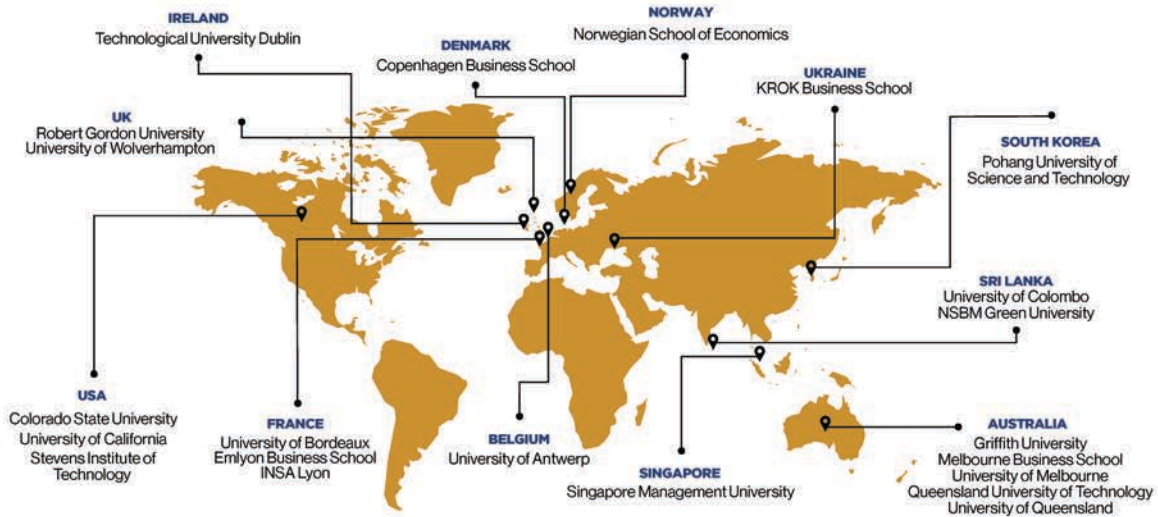 IRELAND
Technological University Dublin
NORWAY
Norwegian School of Economics
DENMARK
Copenhagen Business School
UKRAINE
KROK Business School
UK
Robert Gordon University
University of Wolverhampton
SOUTH KOREA
Pohang University of
Science and Technology
SRI LANKA
University of Colombo
NSBM Green University
USA
Colorado State University
University of California
Stevens Institute of
Technology
FRANCE
University of Bordeaux
Emlyon Business School
INSA Lyon
BELGIUM
University of Antwerp
SINGAPORE
Singapore Management University
AUSTRALIA
Griffith University
Melbourne Business School
University of Melbourne
Queensland University of Technology
University of Queensland